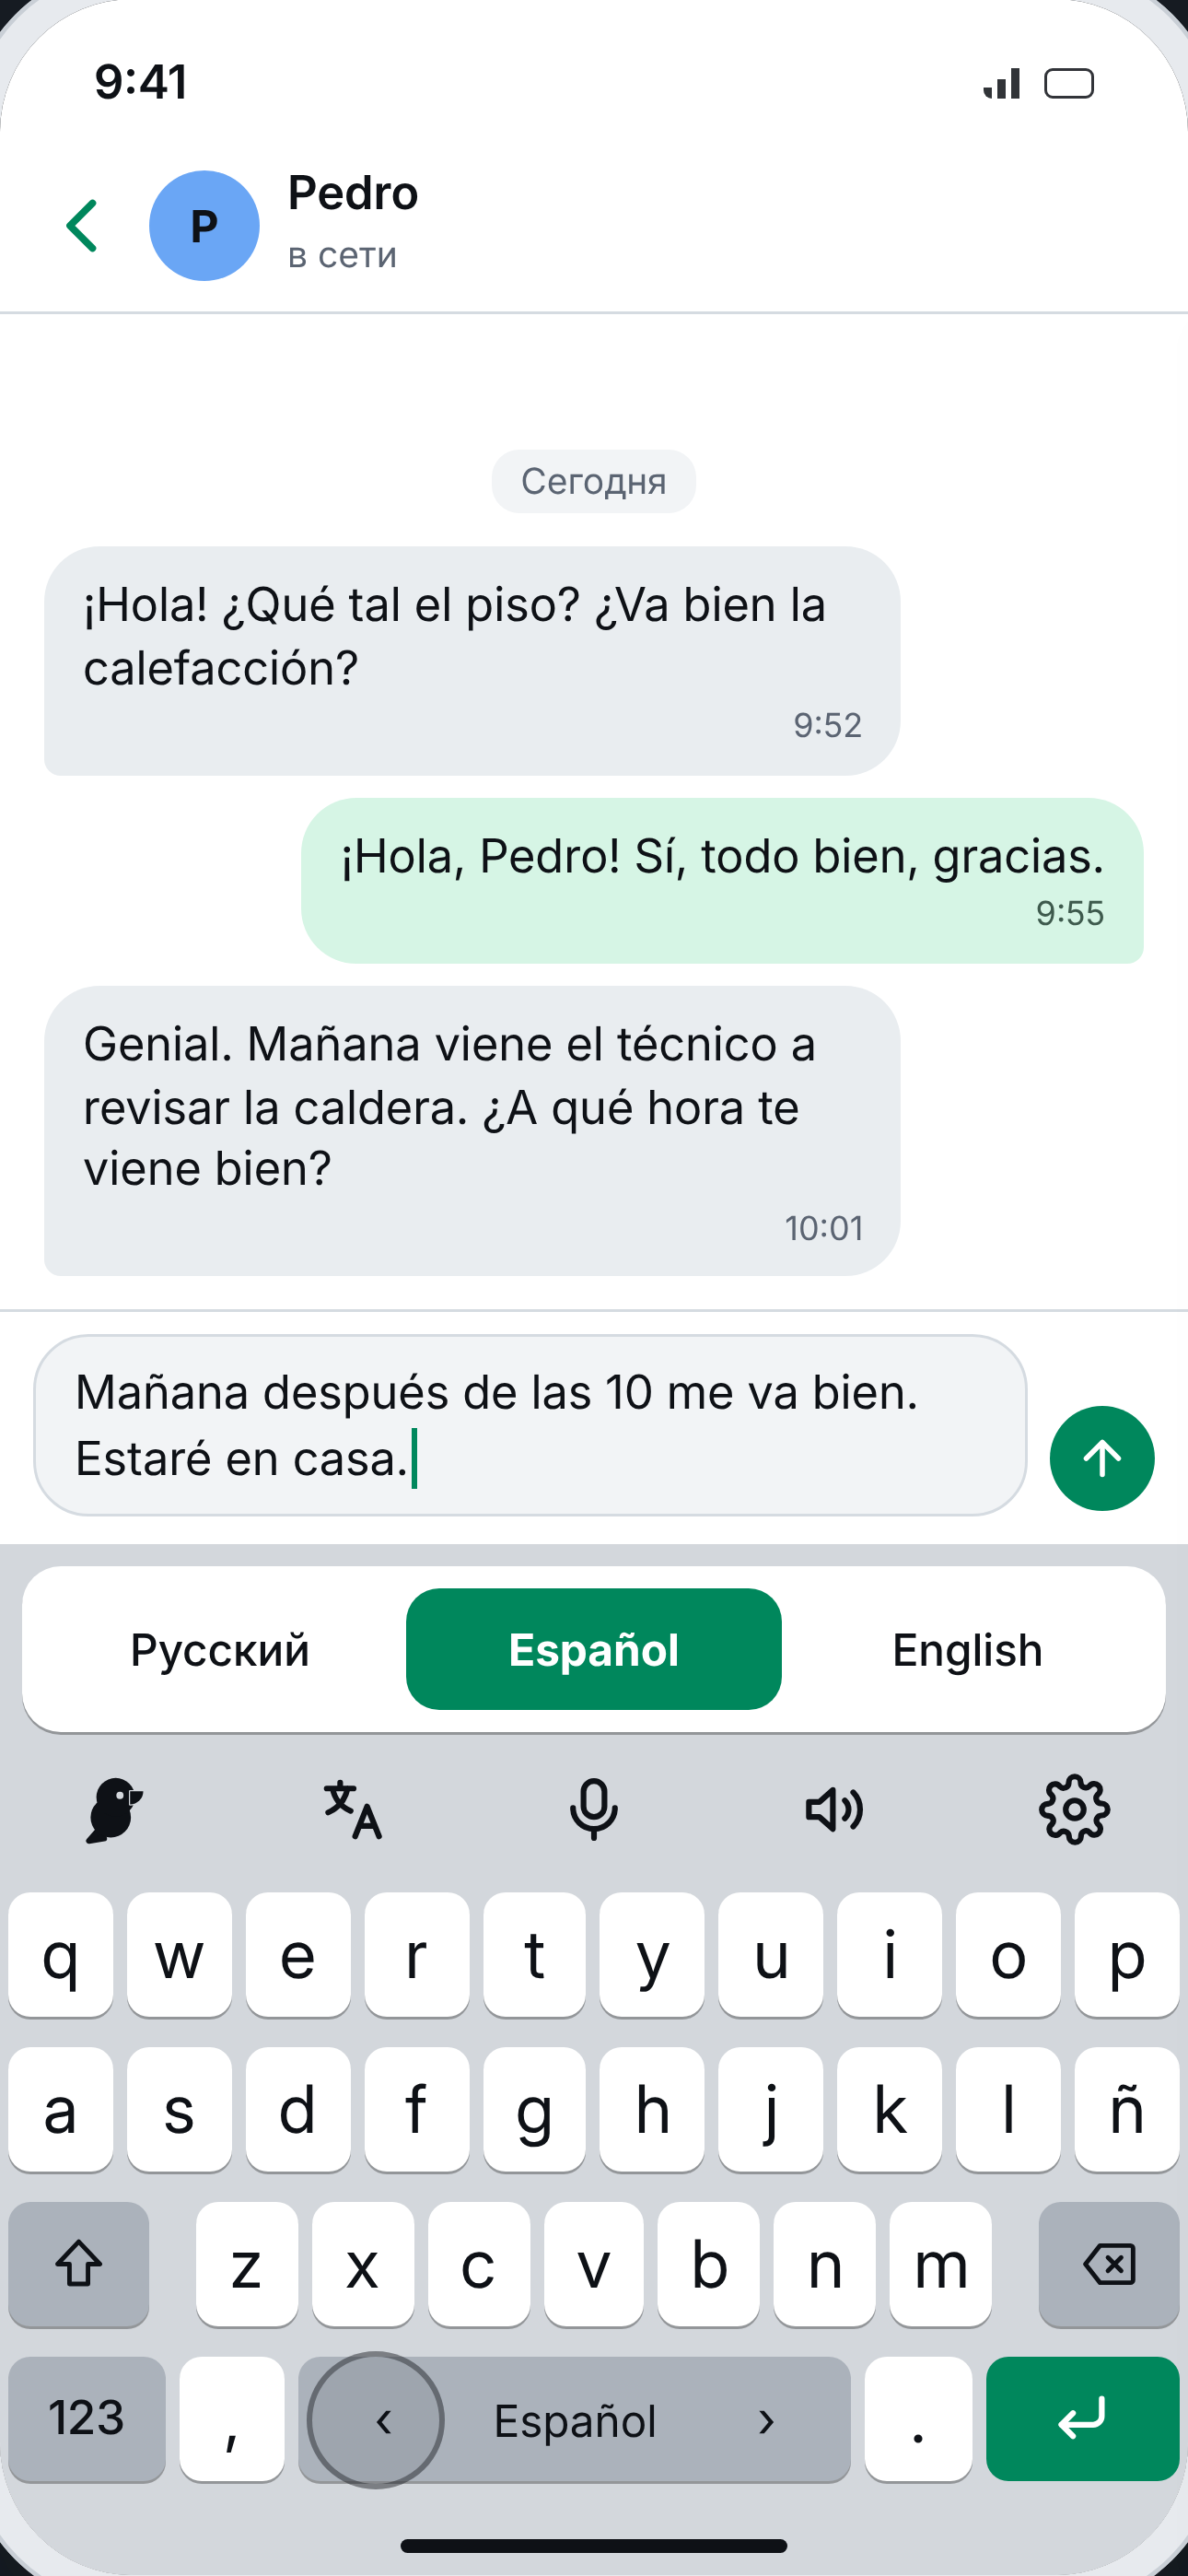 9:41
P
Pedro
в сети
Сегодня
¡Hola! ¿Qué tal el piso? ¿Va bien la
calefacción?
9:52
¡Hola, Pedro! Sí, todo bien, gracias.
9:55
Genial. Mañana viene el técnico a
revisar la caldera. ¿A qué hora te
viene bien?
10:01
Mañana después de las 10 me va bien.
Estaré en casa.
Русский Español English
q w e r t y u i o p
a s d f g h j k l ñ
z x c v b n m
123 , ‹ Español › .